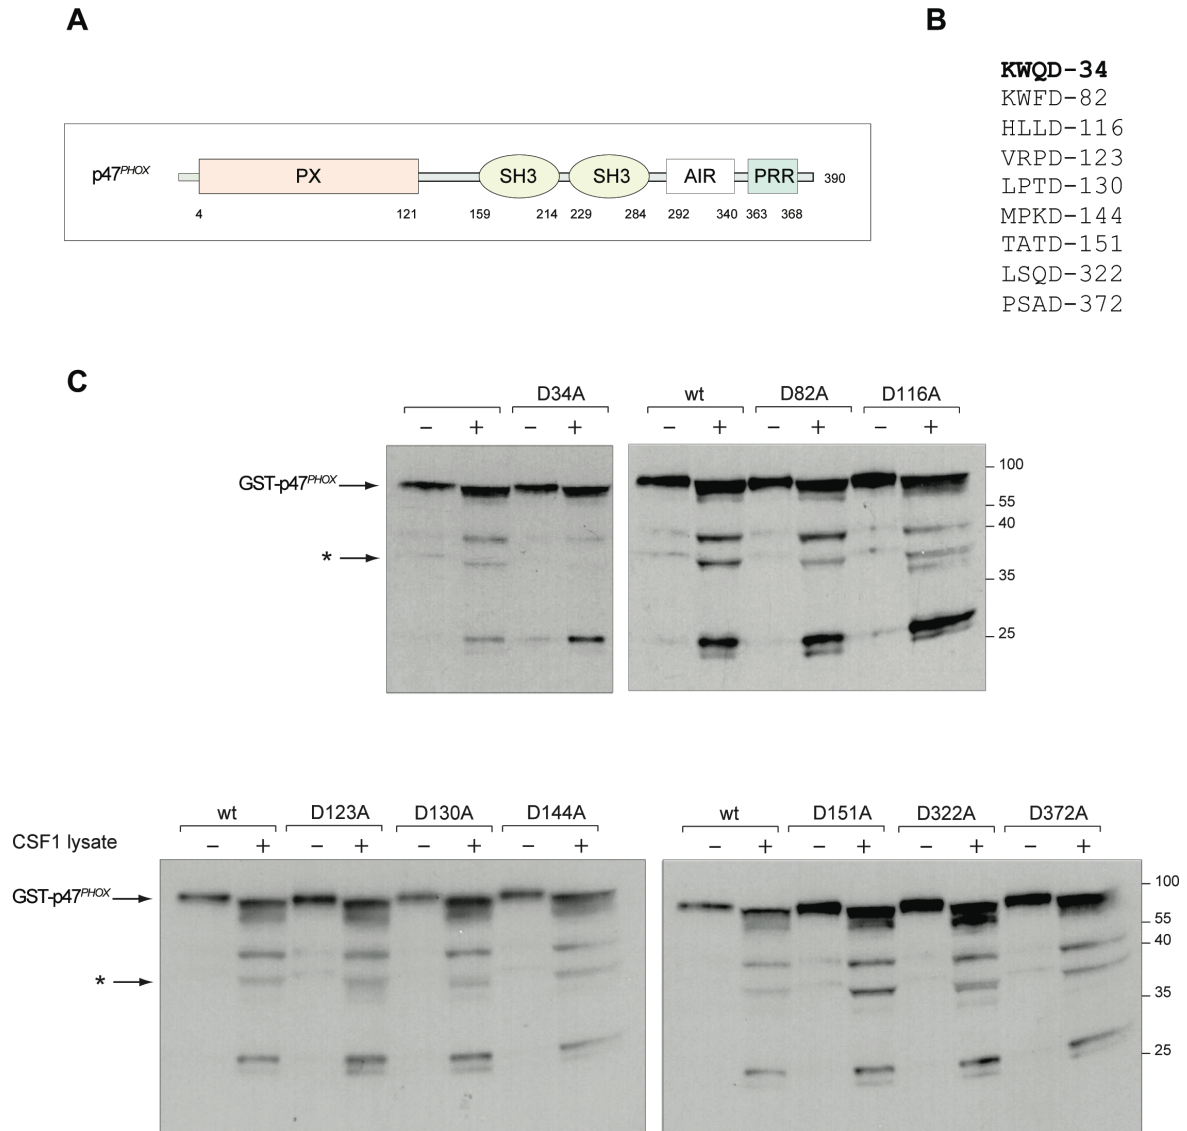 A
B
p47PHOX PX SH3 SH3 AIR PRR 390
4 121 159 214 229 284 292 340 363 368
KWQD-34
KWFD-82
HLLD-116
VRPD-123
LPTD-130
MPKD-144
TATD-151
LSQD-322
PSAD-372
C
D34A wt D82A D116A
– + – + – + – + – +
GST-p47PHOX
*
100
55
40
35
25
wt D123A D130A D144A wt D151A D322A D372A
CSF1 lysate – + – + – + – + – + – + – + – +
GST-p47PHOX
*
100
55
40
35
25